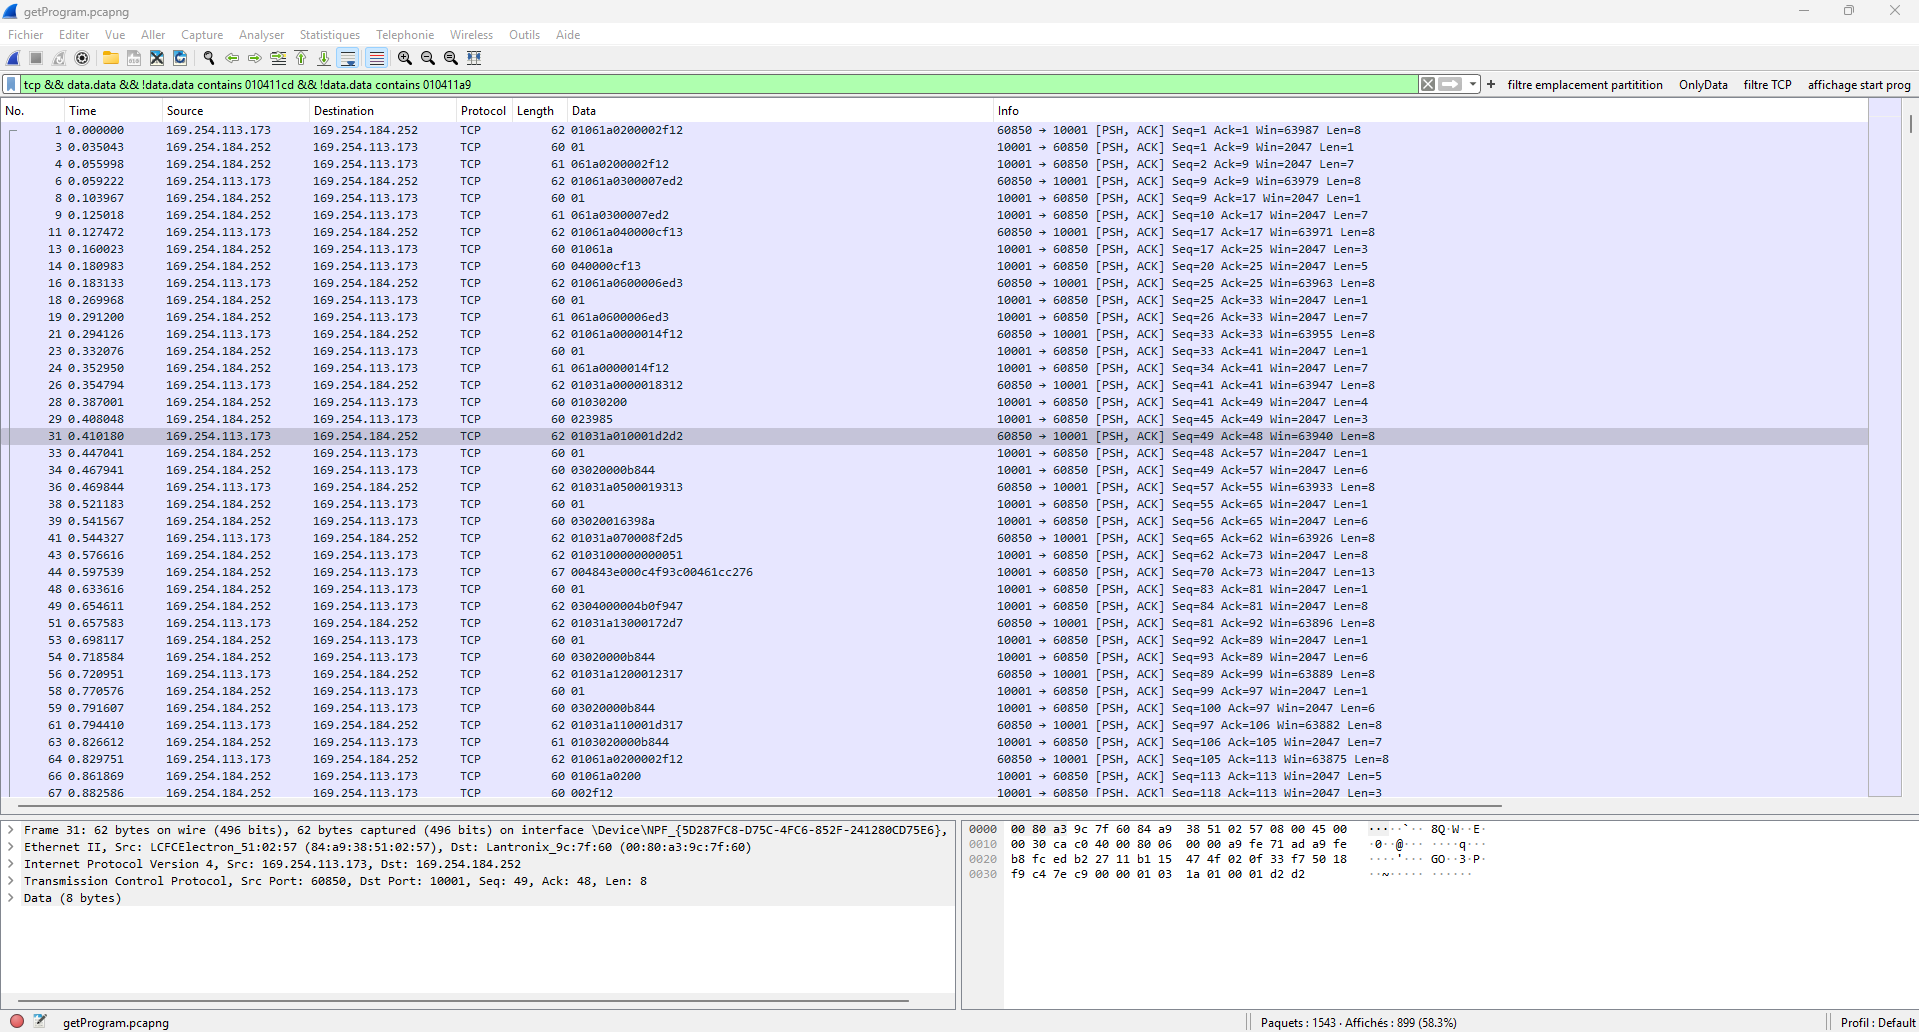 getProgram.pcapng
Fichier Editer Vue Aller Capture Analyser Statistiques Telephonie Wireless Outils Aide
tcp && data.data && !data.data contains 010411cd && !data.data contains 010411a9 + filtre emplacement partitition OnlyData filtre TCP affichage start prog
No. Time Source Destination Protocol Length Data Info
1 0.000000 169.254.113.173 169.254.184.252 TCP 62 01061a0200002f12 60850 → 10001 [PSH, ACK] Seq=1 Ack=1 Win=63987 Len=8
3 0.035043 169.254.184.252 169.254.113.173 TCP 60 01 10001 → 60850 [PSH, ACK] Seq=1 Ack=9 Win=2047 Len=1
4 0.055998 169.254.184.252 169.254.113.173 TCP 61 061a0200002f12 10001 → 60850 [PSH, ACK] Seq=2 Ack=9 Win=2047 Len=7
6 0.059222 169.254.113.173 169.254.184.252 TCP 62 01061a0300007ed2 60850 → 10001 [PSH, ACK] Seq=9 Ack=9 Win=63979 Len=8
8 0.103967 169.254.184.252 169.254.113.173 TCP 60 01 10001 → 60850 [PSH, ACK] Seq=9 Ack=17 Win=2047 Len=1
9 0.125018 169.254.184.252 169.254.113.173 TCP 61 061a0300007ed2 10001 → 60850 [PSH, ACK] Seq=10 Ack=17 Win=2047 Len=7
11 0.127472 169.254.113.173 169.254.184.252 TCP 62 01061a040000cf13 60850 → 10001 [PSH, ACK] Seq=17 Ack=17 Win=63971 Len=8
13 0.160023 169.254.184.252 169.254.113.173 TCP 60 01061a 10001 → 60850 [PSH, ACK] Seq=17 Ack=25 Win=2047 Len=3
14 0.180983 169.254.184.252 169.254.113.173 TCP 60 040000cf13 10001 → 60850 [PSH, ACK] Seq=20 Ack=25 Win=2047 Len=5
16 0.183133 169.254.113.173 169.254.184.252 TCP 62 01061a0600006ed3 60850 → 10001 [PSH, ACK] Seq=25 Ack=25 Win=63963 Len=8
18 0.269968 169.254.184.252 169.254.113.173 TCP 60 01 10001 → 60850 [PSH, ACK] Seq=25 Ack=33 Win=2047 Len=1
19 0.291200 169.254.184.252 169.254.113.173 TCP 61 061a0600006ed3 10001 → 60850 [PSH, ACK] Seq=26 Ack=33 Win=2047 Len=7
21 0.294126 169.254.113.173 169.254.184.252 TCP 62 01061a0000014f12 60850 → 10001 [PSH, ACK] Seq=33 Ack=33 Win=63955 Len=8
23 0.332076 169.254.184.252 169.254.113.173 TCP 60 01 10001 → 60850 [PSH, ACK] Seq=33 Ack=41 Win=2047 Len=1
24 0.352950 169.254.184.252 169.254.113.173 TCP 61 061a0000014f12 10001 → 60850 [PSH, ACK] Seq=34 Ack=41 Win=2047 Len=7
26 0.354794 169.254.113.173 169.254.184.252 TCP 62 01031a0000018312 60850 → 10001 [PSH, ACK] Seq=41 Ack=41 Win=63947 Len=8
28 0.387001 169.254.184.252 169.254.113.173 TCP 60 01030200 10001 → 60850 [PSH, ACK] Seq=41 Ack=49 Win=2047 Len=4
29 0.408048 169.254.184.252 169.254.113.173 TCP 60 023985 10001 → 60850 [PSH, ACK] Seq=45 Ack=49 Win=2047 Len=3
31 0.410180 169.254.113.173 169.254.184.252 TCP 62 01031a010001d2d2 60850 → 10001 [PSH, ACK] Seq=49 Ack=48 Win=63940 Len=8
33 0.447041 169.254.184.252 169.254.113.173 TCP 60 01 10001 → 60850 [PSH, ACK] Seq=48 Ack=57 Win=2047 Len=1
34 0.467941 169.254.184.252 169.254.113.173 TCP 60 03020000b844 10001 → 60850 [PSH, ACK] Seq=49 Ack=57 Win=2047 Len=6
36 0.469844 169.254.113.173 169.254.184.252 TCP 62 01031a0500019313 60850 → 10001 [PSH, ACK] Seq=57 Ack=55 Win=63933 Len=8
38 0.521183 169.254.184.252 169.254.113.173 TCP 60 01 10001 → 60850 [PSH, ACK] Seq=55 Ack=65 Win=2047 Len=1
39 0.541567 169.254.184.252 169.254.113.173 TCP 60 03020016398a 10001 → 60850 [PSH, ACK] Seq=56 Ack=65 Win=2047 Len=6
41 0.544327 169.254.113.173 169.254.184.252 TCP 62 01031a070008f2d5 60850 → 10001 [PSH, ACK] Seq=65 Ack=62 Win=63926 Len=8
43 0.576616 169.254.184.252 169.254.113.173 TCP 62 0103100000000051 10001 → 60850 [PSH, ACK] Seq=62 Ack=73 Win=2047 Len=8
44 0.597539 169.254.184.252 169.254.113.173 TCP 67 004843e000c4f93c00461cc276 10001 → 60850 [PSH, ACK] Seq=70 Ack=73 Win=2047 Len=13
48 0.633616 169.254.184.252 169.254.113.173 TCP 60 01 10001 → 60850 [PSH, ACK] Seq=83 Ack=81 Win=2047 Len=1
49 0.654611 169.254.184.252 169.254.113.173 TCP 62 0304000004b0f947 10001 → 60850 [PSH, ACK] Seq=84 Ack=81 Win=2047 Len=8
51 0.657583 169.254.113.173 169.254.184.252 TCP 62 01031a13000172d7 60850 → 10001 [PSH, ACK] Seq=81 Ack=92 Win=63896 Len=8
53 0.698117 169.254.184.252 169.254.113.173 TCP 60 01 10001 → 60850 [PSH, ACK] Seq=92 Ack=89 Win=2047 Len=1
54 0.718584 169.254.184.252 169.254.113.173 TCP 60 03020000b844 10001 → 60850 [PSH, ACK] Seq=93 Ack=89 Win=2047 Len=6
56 0.720951 169.254.113.173 169.254.184.252 TCP 62 01031a1200012317 60850 → 10001 [PSH, ACK] Seq=89 Ack=99 Win=63889 Len=8
58 0.770576 169.254.184.252 169.254.113.173 TCP 60 01 10001 → 60850 [PSH, ACK] Seq=99 Ack=97 Win=2047 Len=1
59 0.791607 169.254.184.252 169.254.113.173 TCP 60 03020000b844 10001 → 60850 [PSH, ACK] Seq=100 Ack=97 Win=2047 Len=6
61 0.794410 169.254.113.173 169.254.184.252 TCP 62 01031a110001d317 60850 → 10001 [PSH, ACK] Seq=97 Ack=106 Win=63882 Len=8
63 0.826612 169.254.184.252 169.254.113.173 TCP 61 0103020000b844 10001 → 60850 [PSH, ACK] Seq=106 Ack=105 Win=2047 Len=7
64 0.829751 169.254.113.173 169.254.184.252 TCP 62 01061a0200002f12 60850 → 10001 [PSH, ACK] Seq=105 Ack=113 Win=63875 Len=8
66 0.861869 169.254.184.252 169.254.113.173 TCP 60 01061a0200 10001 → 60850 [PSH, ACK] Seq=113 Ack=113 Win=2047 Len=5
67 0.882586 169.254.184.252 169.254.113.173 TCP 60 002f12 10001 → 60850 [PSH, ACK] Seq=118 Ack=113 Win=2047 Len=3
Frame 31: 62 bytes on wire (496 bits), 62 bytes captured (496 bits) on interface \Device\NPF_{5D287FC8-D75C-4FC6-852F-241280CD75E6},
Ethernet II, Src: LCFCElectron_51:02:57 (84:a9:38:51:02:57), Dst: Lantronix_9c:7f:60 (00:80:a3:9c:7f:60)
Internet Protocol Version 4, Src: 169.254.113.173, Dst: 169.254.184.252
Transmission Control Protocol, Src Port: 60850, Dst Port: 10001, Seq: 49, Ack: 48, Len: 8
Data (8 bytes)
0000 00 80 a3 9c 7f 60 84 a9 38 51 02 57 08 00 45 00 ·····`·· 8Q·W··E·
0010 00 30 ca c0 40 00 80 06 00 00 a9 fe 71 ad a9 fe ·0··@··· ····q···
0020 b8 fc ed b2 27 11 b1 15 47 4f 02 0f 33 f7 50 18 ····'··· GO··3·P·
0030 f9 c4 7e c9 00 00 01 03 1a 01 00 01 d2 d2 ··~····· ······
getProgram.pcapng Paquets : 1543 · Affichés : 899 (58.3%) Profil : Default